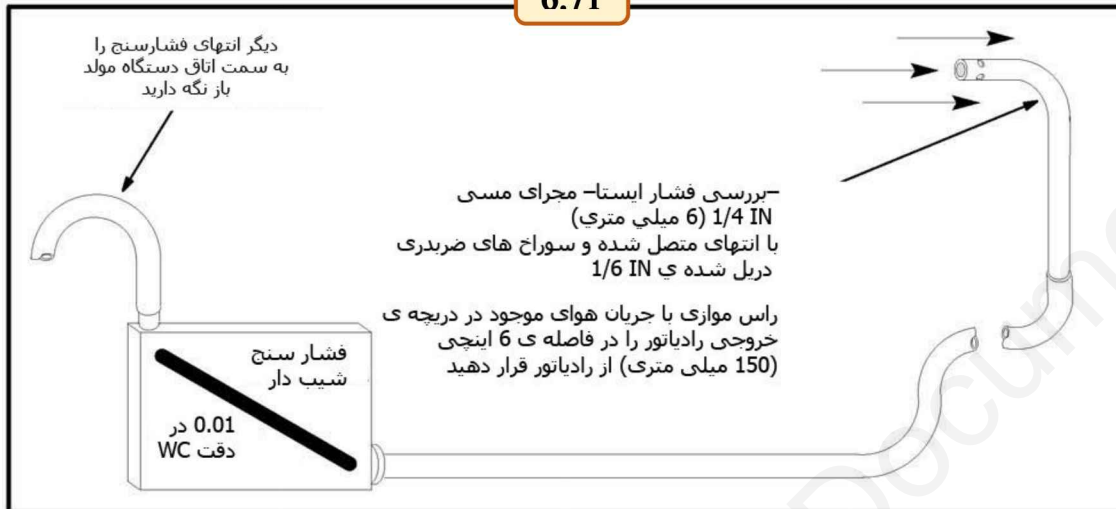 6.71
دیگر انتهای فشارسنج را
به سمت اتاق دستگاه مولد
باز نگه دارید
–بررسی فشار ایستا– مجرای مسی
1/4 IN (6 میلي متري)
با انتهای متصل شده و سوراخ های ضربدری
دریل شده ي 1/6 IN
راس موازی با جریان هوای موجود در دریچه ی
خروجی رادیاتور را در فاصله ی 6 اینچی
(150 میلی متری) از رادیاتور قرار دهید
فشار سنج
شیب دار
0.01 در
دقت WC
Docume